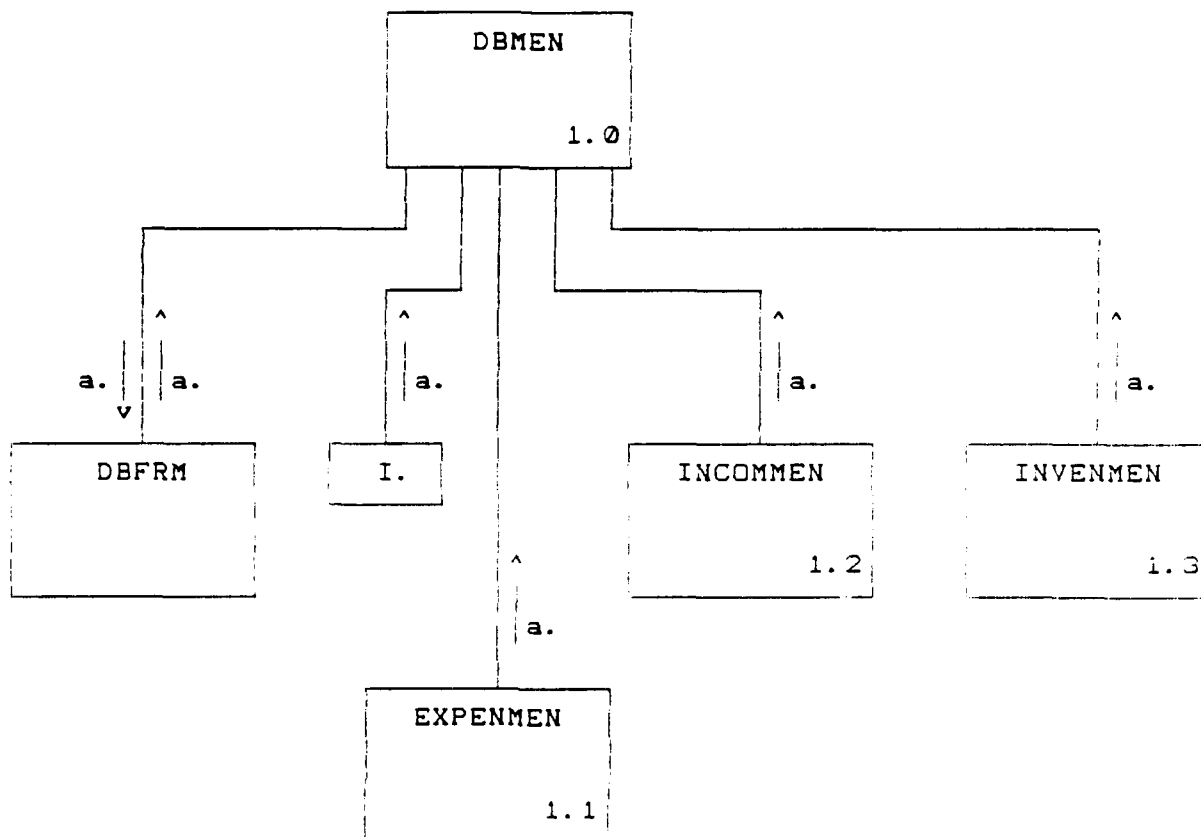 DBMEN
1.0
a. a. a. a. a.
DBFRM I. INCOMMEN INVENMEN
1.2 1.3
a.
EXPENMEN
1.1